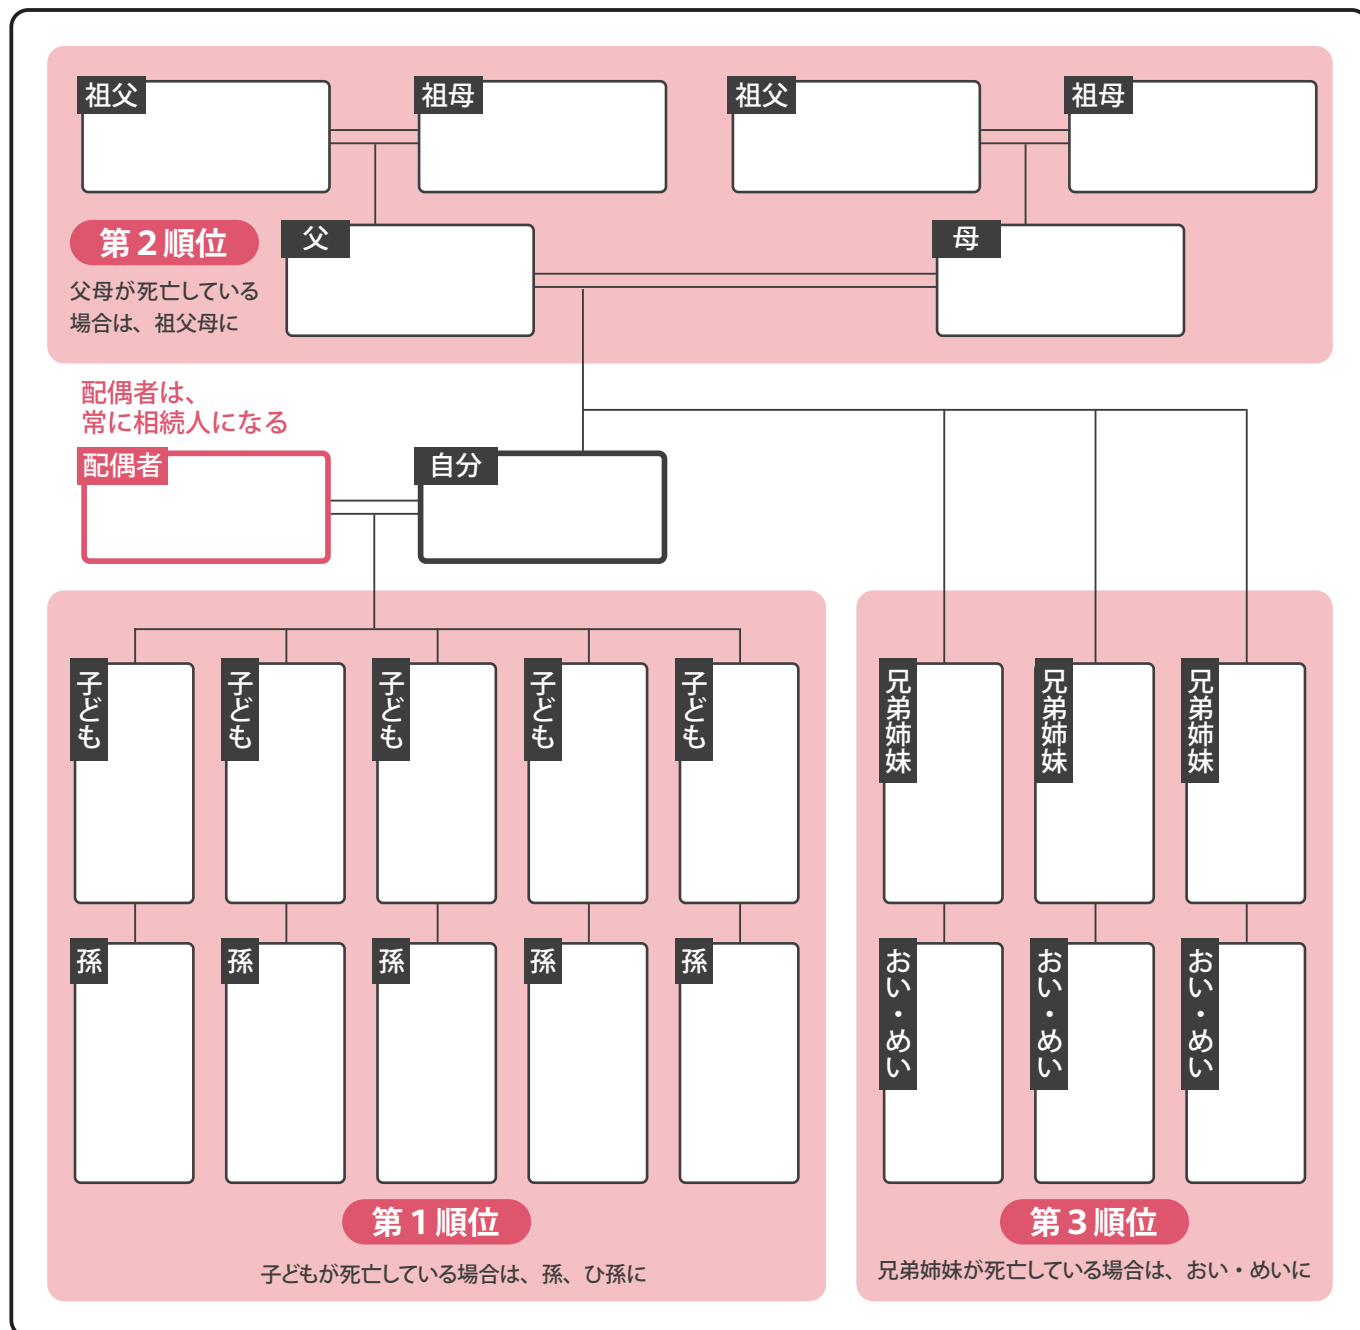 祖父
祖母
祖父
祖母
第2順位
父母が死亡している
場合は、祖父母に
父
母
配偶者は、
常に相続人になる
配偶者
自分
子ども
子ども
子ども
子ども
子ども
兄弟姉妹
兄弟姉妹
兄弟姉妹
孫
孫
孫
孫
孫
おい・めい
おい・めい
おい・めい
第1順位
子どもが死亡している場合は、孫、ひ孫に
第3順位
兄弟姉妹が死亡している場合は、おい・めいに